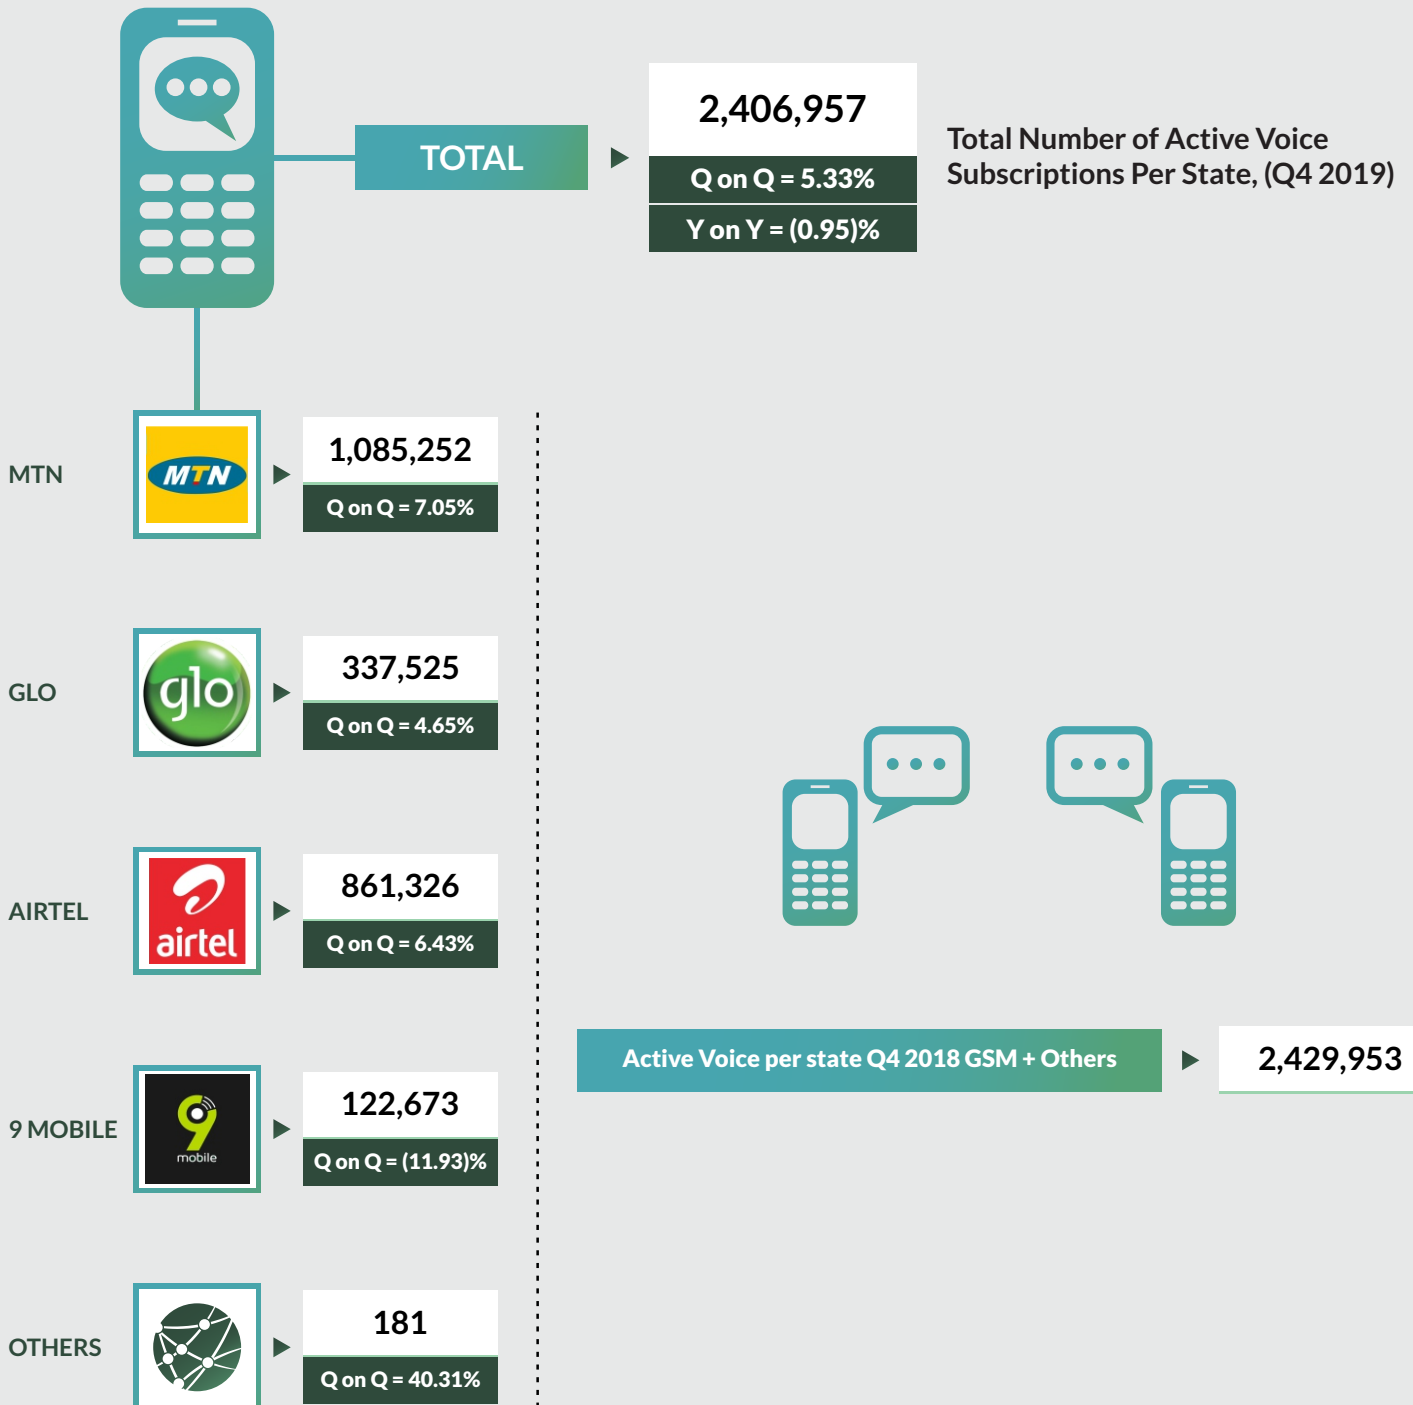 TOTAL
2,406,957
Q on Q = 5.33%
Y on Y = (0.95)%
Total Number of Active Voice
Subscriptions Per State, (Q4 2019)
MTN
MTN
1,085,252
Q on Q = 7.05%
GLO
glo
337,525
Q on Q = 4.65%
AIRTEL
airtel
861,326
Q on Q = 6.43%
9 MOBILE
9
mobile
122,673
Q on Q = (11.93)%
OTHERS
181
Q on Q = 40.31%
Active Voice per state Q4 2018 GSM + Others
2,429,953